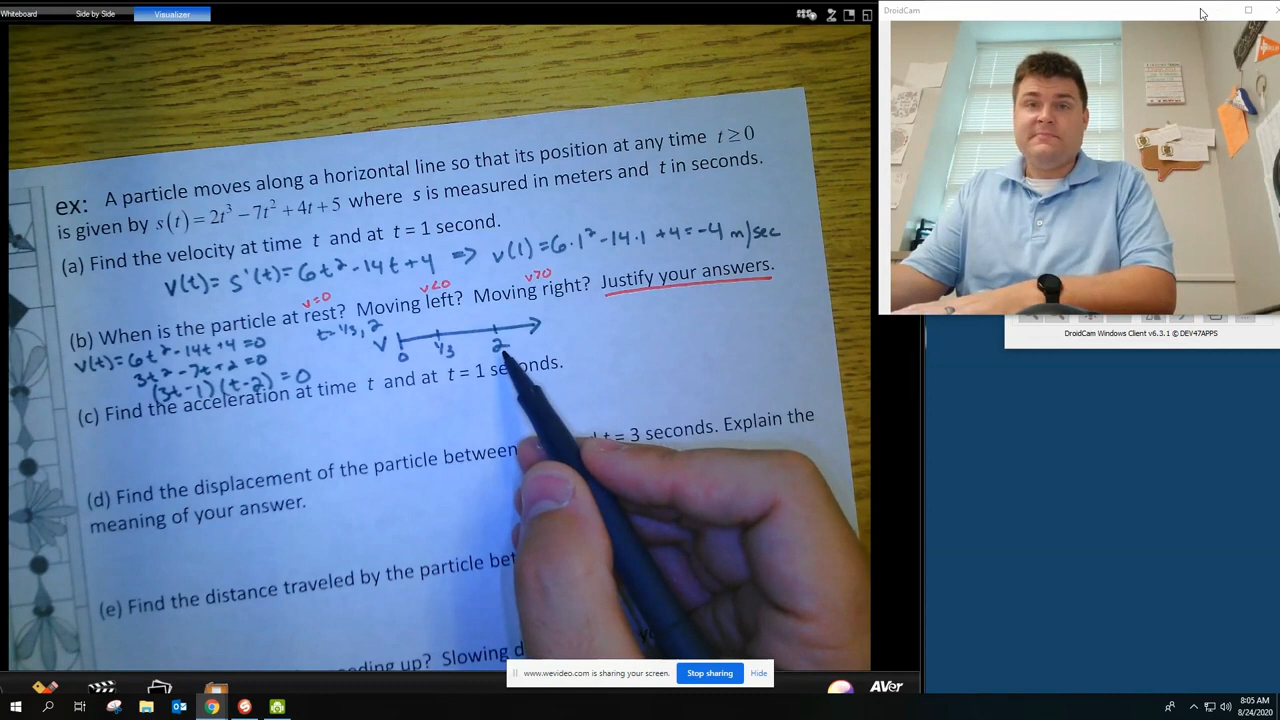 Whiteboard Side by Side Visualizer
DroidCam
ex: A particle moves along a horizontal line so that its position at any time t ≥ 0
is given by s(t) = 2t³ − 7t² + 4t + 5 where s is measured in meters and t in seconds.
(a) Find the velocity at time t and at t = 1 second.
v(t) = s'(t) = 6t² − 14t + 4 ⇒ v(1) = 6·1² − 14·1 + 4 = −4 m/sec
v=0 v<0 v>0
(b) When is the particle at rest? Moving left? Moving right? Justify your answers.
v(t) = 6t² − 14t + 4 = 0
t = 1/3, 2
3t² − 7t + 2 = 0
0 1/3 2
(3t − 1)(t − 2) = 0
(c) Find the acceleration at time t and at t = 1 seconds.
(d) Find the displacement of the particle between t = 3 seconds. Explain the
meaning of your answer.
(e) Find the distance traveled by the particle bet
eding up? Slowing d
DroidCam Windows Client v6.3.1 ® DEV47APPS
www.wevideo.com is sharing your screen. Stop sharing Hide
AVer
8:05 AM
8/24/2020